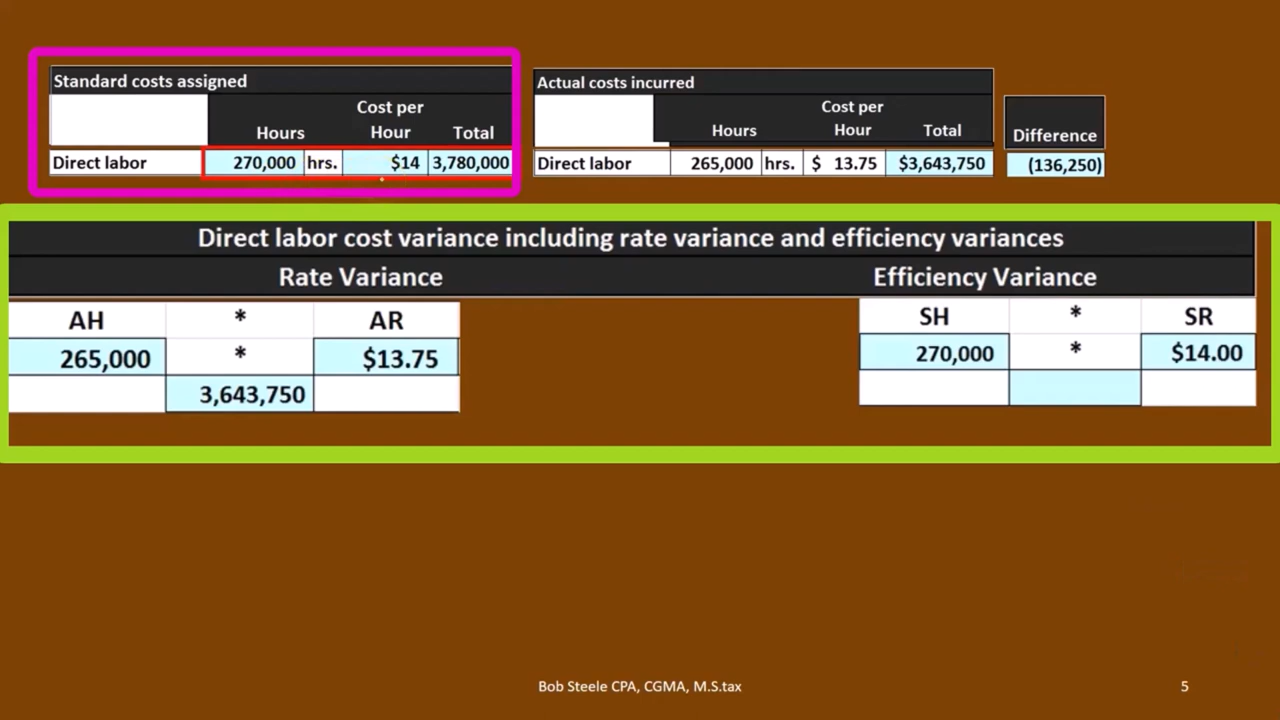 Standard costs assigned
Cost per
Hours Hour Total
Direct labor 270,000 hrs. $14 3,780,000
Actual costs incurred
Cost per
Hours Hour Total
Direct labor 265,000 hrs. $ 13.75 $3,643,750
Difference
(136,250)
Direct labor cost variance including rate variance and efficiency variances
Rate Variance Efficiency Variance
AH * AR SH * SR
265,000 * $13.75 270,000 * $14.00
3,643,750
Bob Steele CPA, CGMA, M.S.tax 5